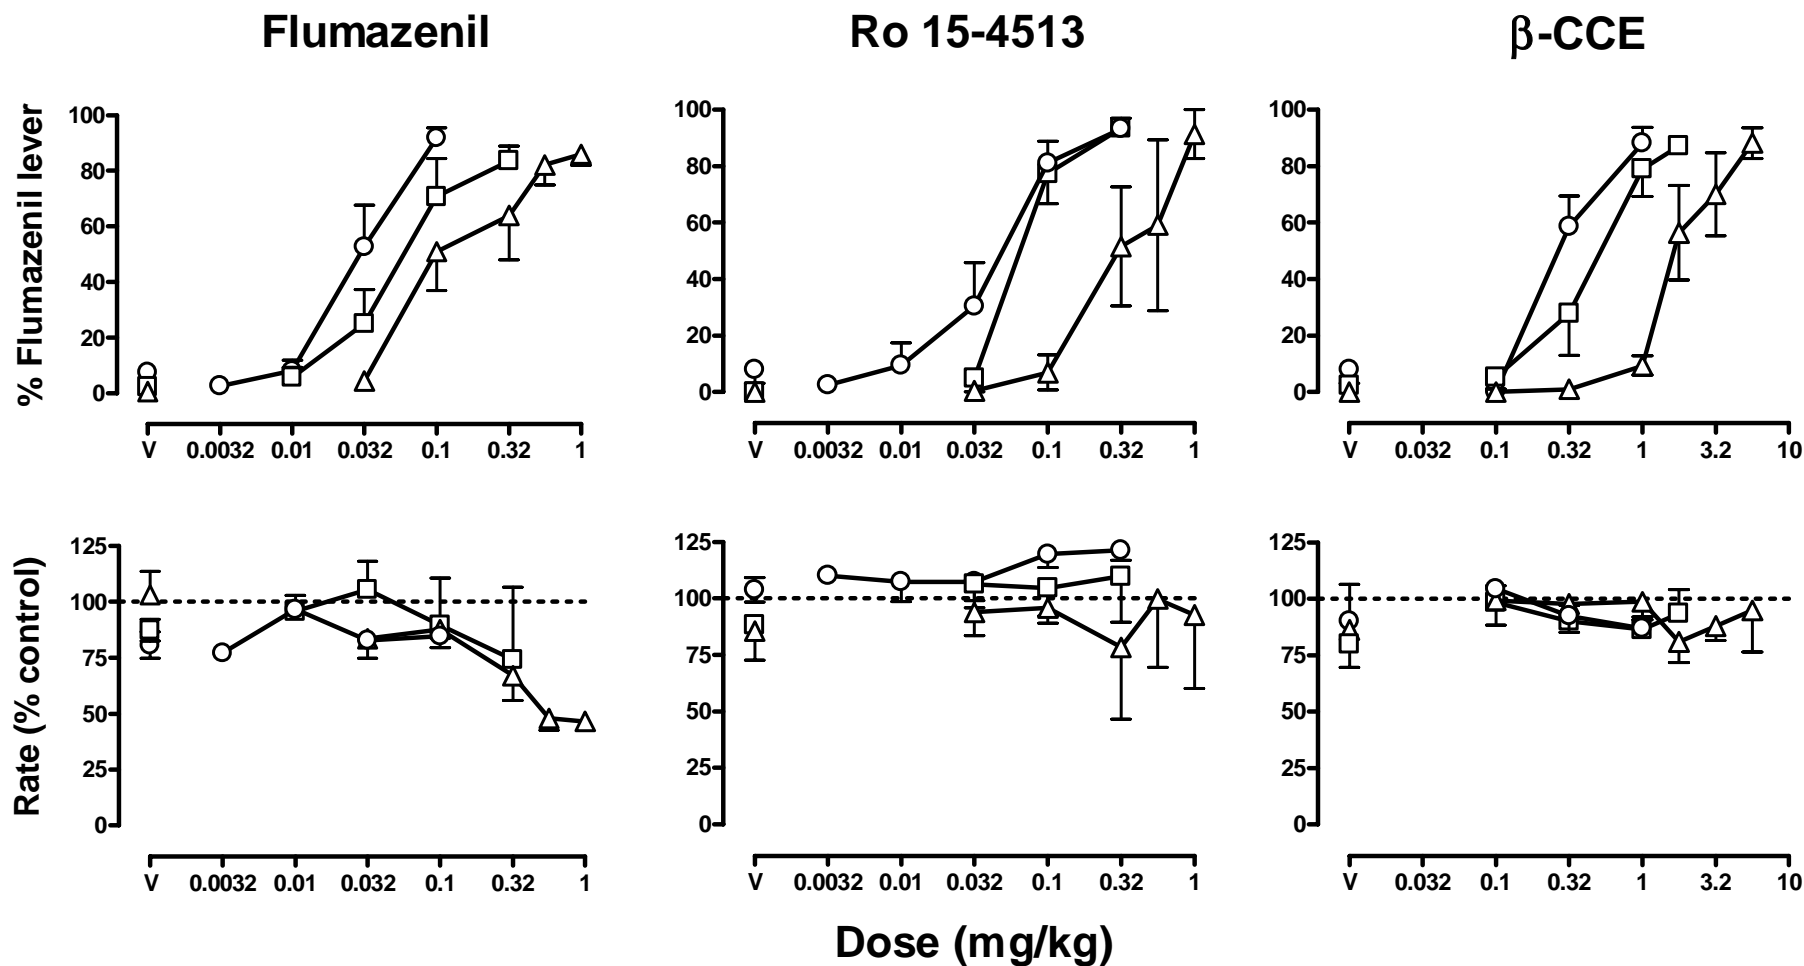 Flumazenil Ro 15-4513 β-CCE
% Flumazenil lever
100 100 100
80 80 80
60 60 60
40 40 40
20 20 20
0 0 0
V 0.0032 0.01 0.032 0.1 0.32 1 V 0.0032 0.01 0.032 0.1 0.32 1 V 0.032 0.1 0.32 1 3.2 10
Rate (% control)
125 125 125
100 100 100
75 75 75
50 50 50
25 25 25
0 0 0
V 0.0032 0.01 0.032 0.1 0.32 1 V 0.0032 0.01 0.032 0.1 0.32 1 V 0.032 0.1 0.32 1 3.2 10
Dose (mg/kg)